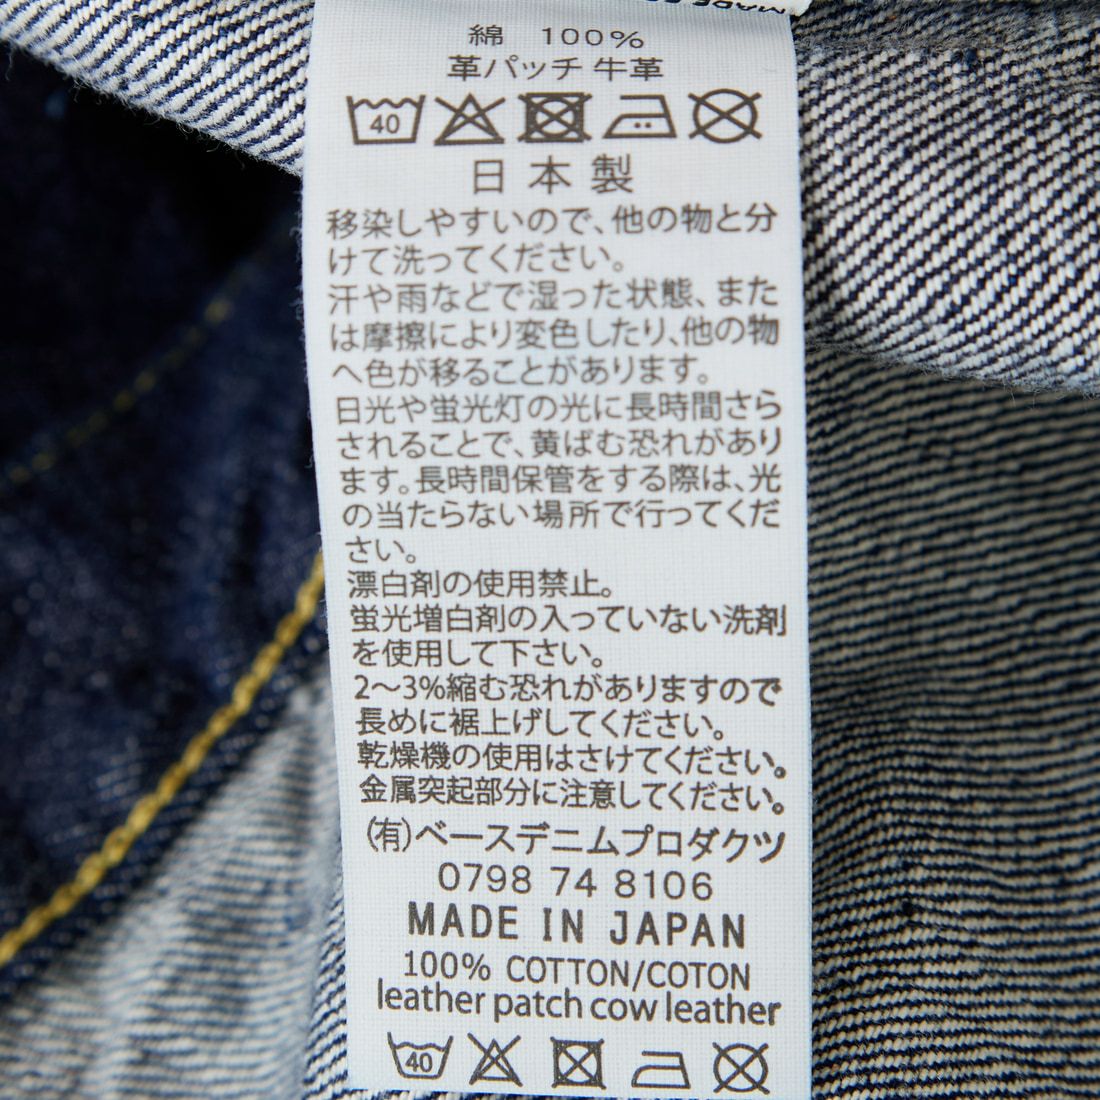 綿 100%
革パッチ 牛革
40
日本製
移染しやすいので、他の物と分
けて洗ってください。
汗や雨などで湿った状態、また
は摩擦により変色したり、他の物
へ色が移ることがあります。
日光や蛍光灯の光に長時間さら
されることで、黄ばむ恐れがあり
ます。長時間保管をする際は、光
の当たらない場所で行ってくだ
さい。
漂白剤の使用禁止。
蛍光増白剤の入っていない洗剤
を使用して下さい。
2～3%縮む恐れがありますので
長めに裾上げしてください。
乾燥機の使用はさけてください。
金属突起部分に注意してください。
(有)ベースデニムプロダクツ
0798 74 8106
MADE IN JAPAN
100% COTTON/COTON
leather patch cow leather
40